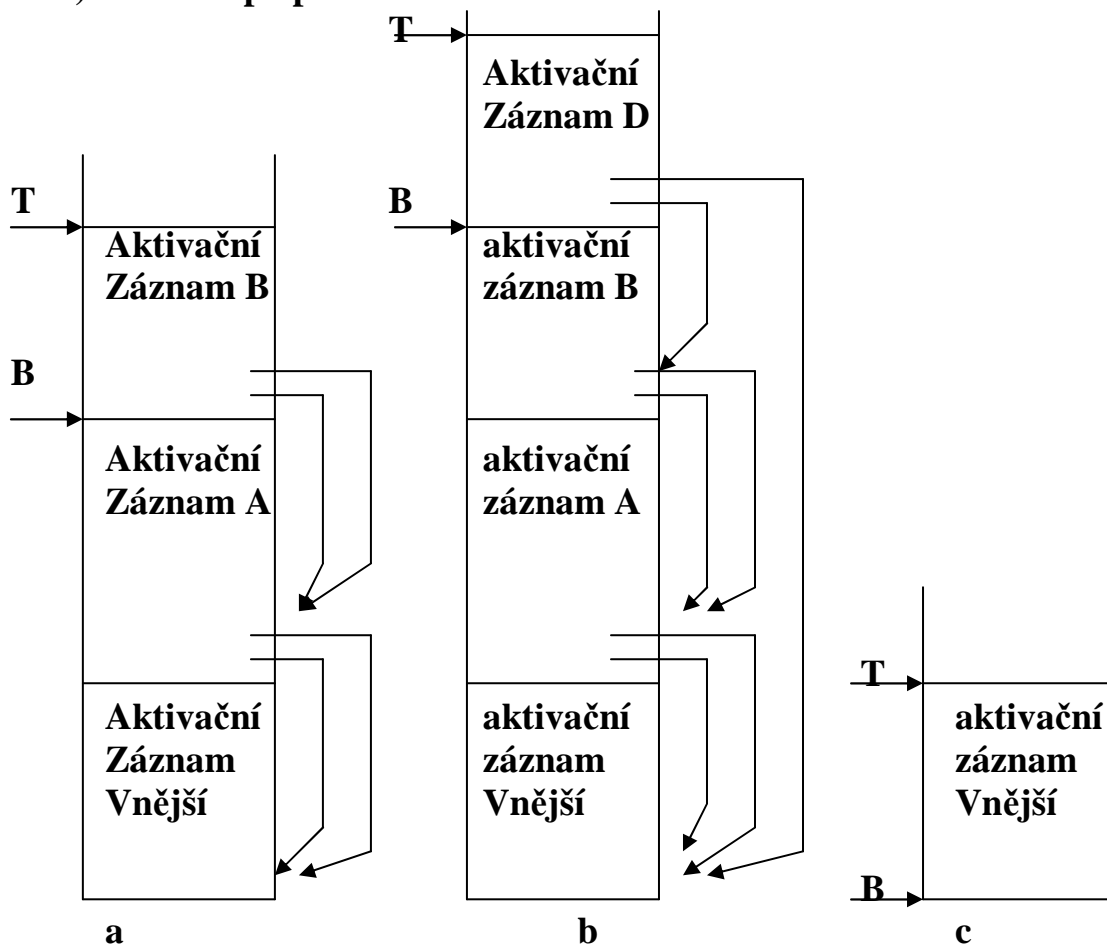 T
Aktivační
Záznam D
B
aktivační
záznam B
aktivační
záznam A
aktivační
záznam
Vnější
b
T
Aktivační
Záznam B
B
Aktivační
Záznam A
Aktivační
Záznam
Vnější
a
T
aktivační
záznam
Vnější
B
c